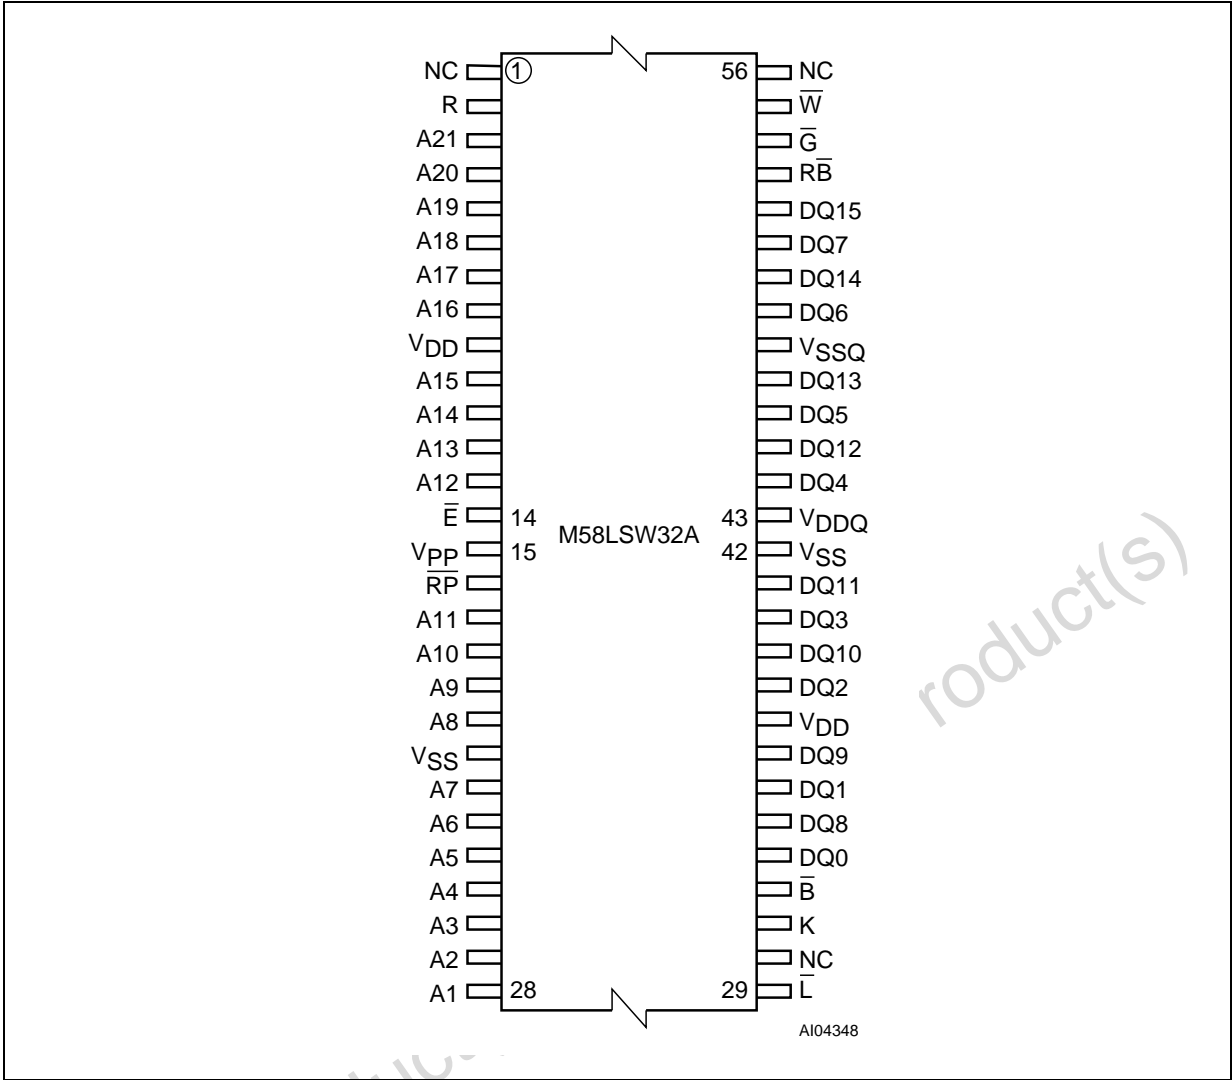 NC 1 56 NC
R W̅
A21 G̅
A20 RB̅
A19 DQ15
A18 DQ7
A17 DQ14
A16 DQ6
VDD VSSQ
A15 DQ13
A14 DQ5
A13 DQ12
A12 DQ4
E̅ 14 43 VDDQ
M58LSW32A
VPP 15 42 VSS
R̅P̅ DQ11
A11 DQ3
A10 DQ10
A9 DQ2
A8 VDD
VSS DQ9
A7 DQ1
A6 DQ8
A5 DQ0
A4 B̅
A3 K
A2 NC
A1 28 29 L̅
AI04348
roduct(s)